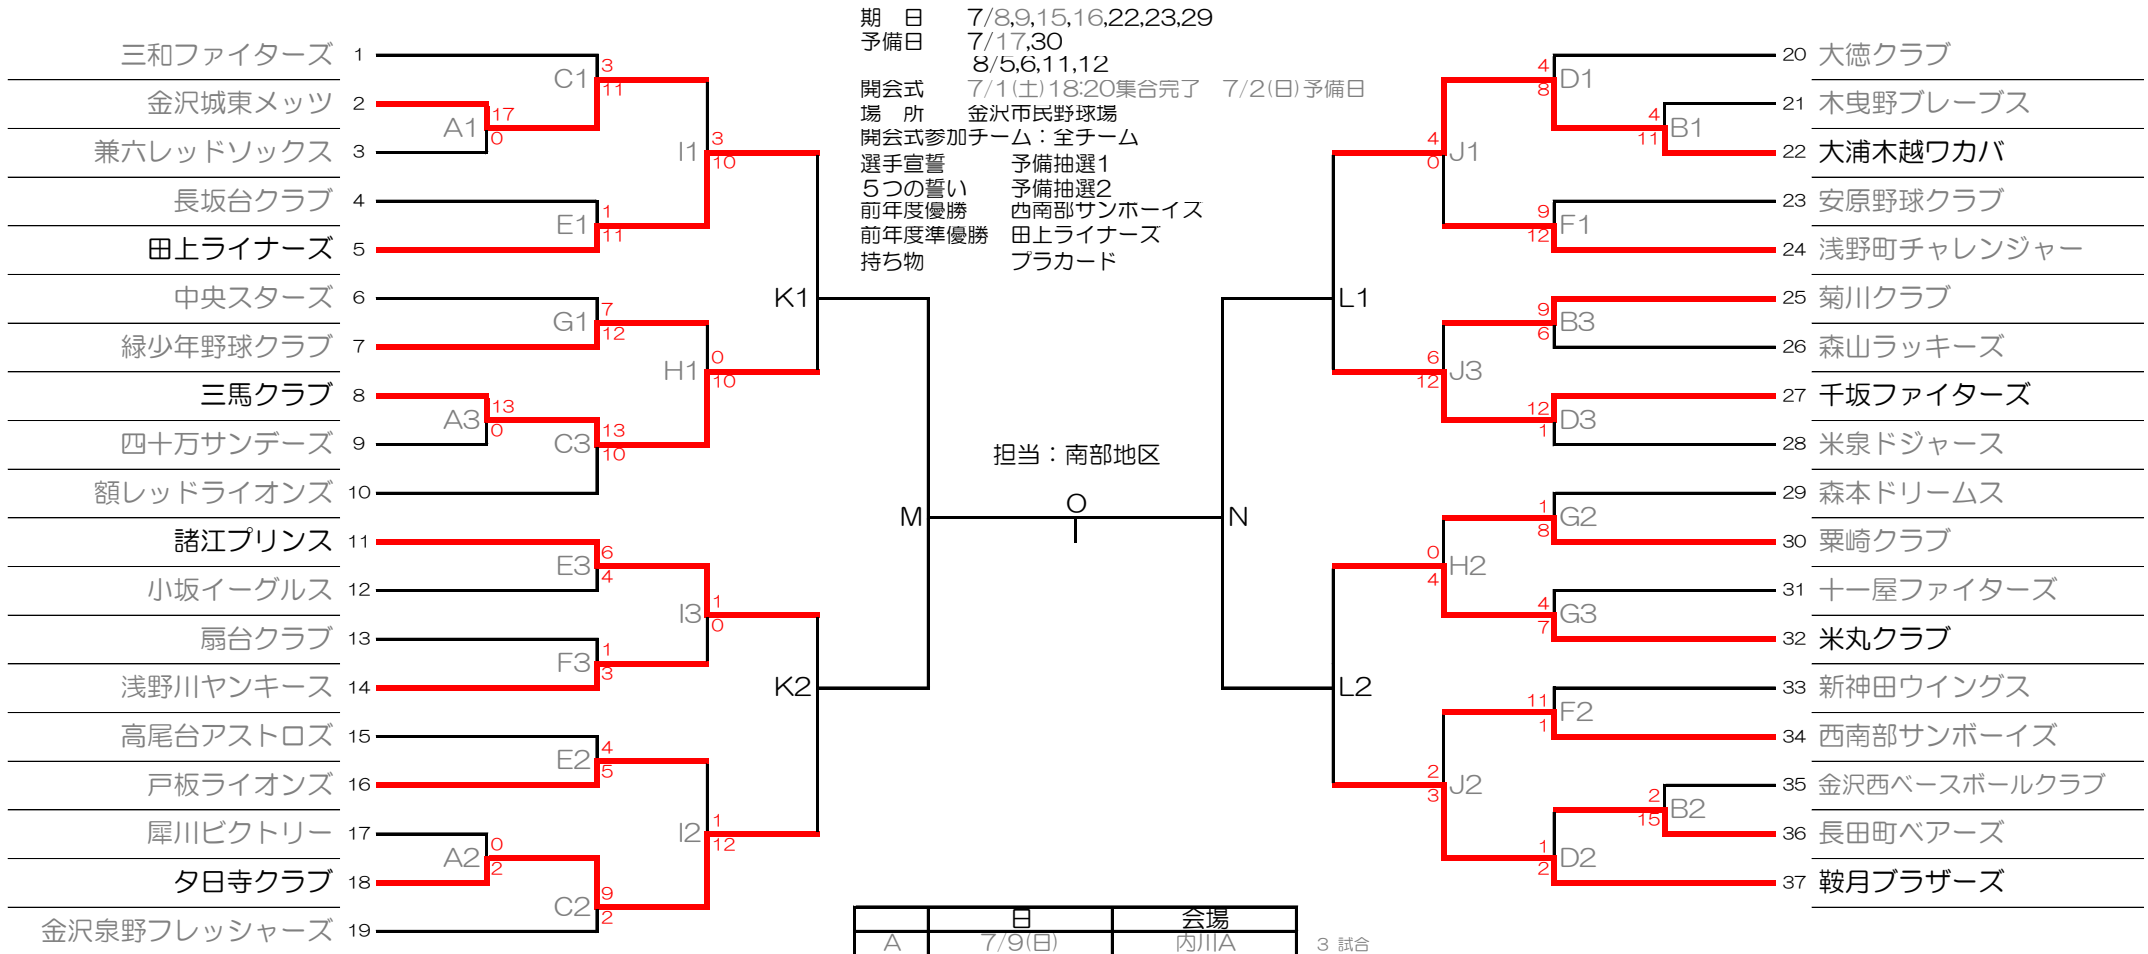 期　日　7/8,9,15,16,22,23,29
予備日　7/17,30
8/5,6,11,12
開会式　7/1(土)18:20集合完了　7/2(日)予備日
場　所　金沢市民野球場
開会式参加チーム：全チーム
選手宣誓　予備抽選1
５つの誓い　予備抽選2
前年度優勝　西南部サンボーイズ
前年度準優勝　田上ライナーズ
持ち物　プラカード
三和ファイターズ 1
金沢城東メッツ 2
兼六レッドソックス 3
長坂台クラブ 4
田上ライナーズ 5
中央スターズ 6
緑少年野球クラブ 7
三馬クラブ 8
四十万サンデーズ 9
額レッドライオンズ 10
諸江プリンス 11
小坂イーグルス 12
扇台クラブ 13
浅野川ヤンキース 14
高尾台アストロズ 15
戸板ライオンズ 16
犀川ビクトリー 17
夕日寺クラブ 18
金沢泉野フレッシャーズ 19
A1 17 0
C1 3 11
E1 1 11
I1 3 10
G1 7 12
A3 13 0
C3 13 10
H1 0 10
K1
E3 6 4
F3 1 3
I3 1 0
E2 4 5
A2 0 2
C2 9 2
I2 1 12
K2
M
担当：南部地区
O
N
L1
J1 4 0
D1 4 8
B1 4 11
F1 9 12
J3 6 12
B3 9 6
D3 12 1
L2
H2 0 4
G2 1 8
G3 4 7
J2 2 3
F2 11 1
B2 2 15
D2 1 2
20 大徳クラブ
21 木曳野ブレーブス
22 大浦木越ワカバ
23 安原野球クラブ
24 浅野町チャレンジャー
25 菊川クラブ
26 森山ラッキーズ
27 千坂ファイターズ
28 米泉ドジャース
29 森本ドリームス
30 粟崎クラブ
31 十一屋ファイターズ
32 米丸クラブ
33 新神田ウイングス
34 西南部サンボーイズ
35 金沢西ベースボールクラブ
36 長田町ベアーズ
37 鞍月ブラザーズ
日　会場
A　7/9(日)　内川A　3 試合